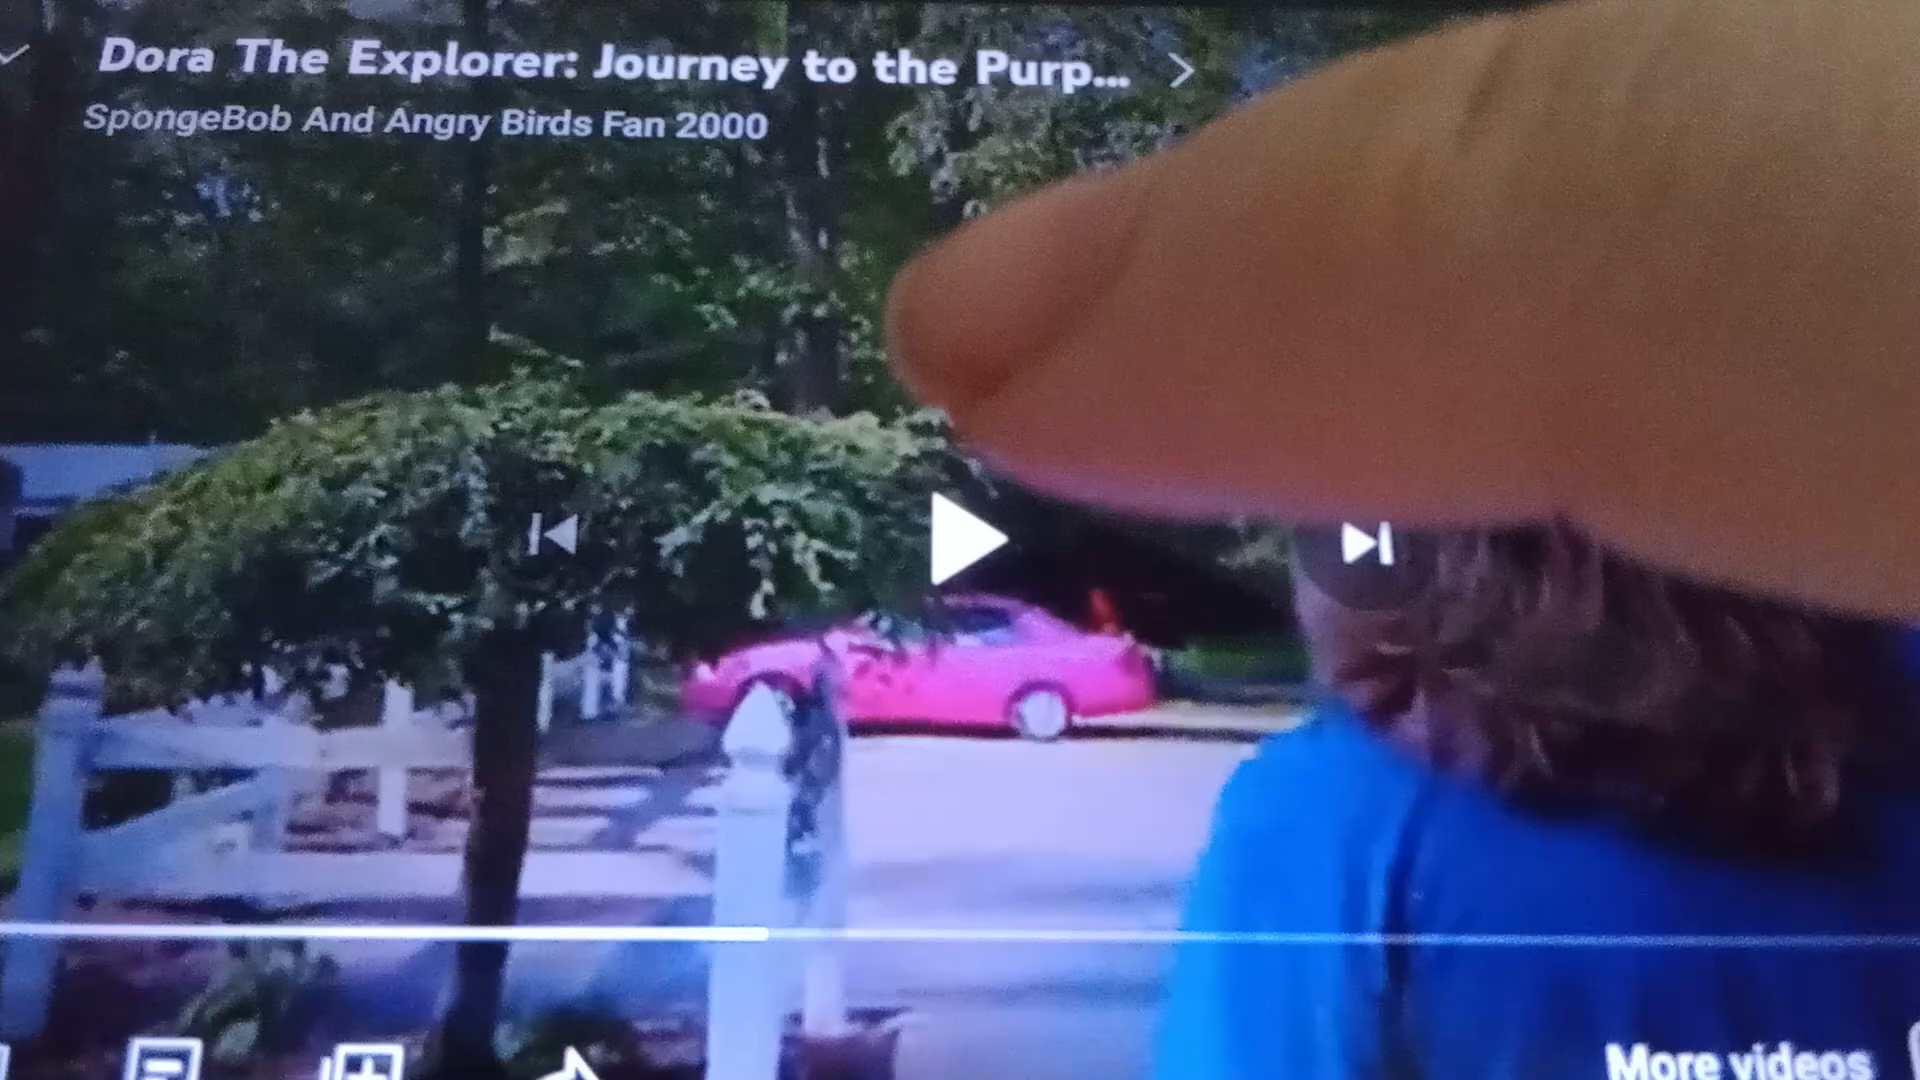 Dora The Explorer: Journey to the Purp...
SpongeBob And Angry Birds Fan 2000
More videos